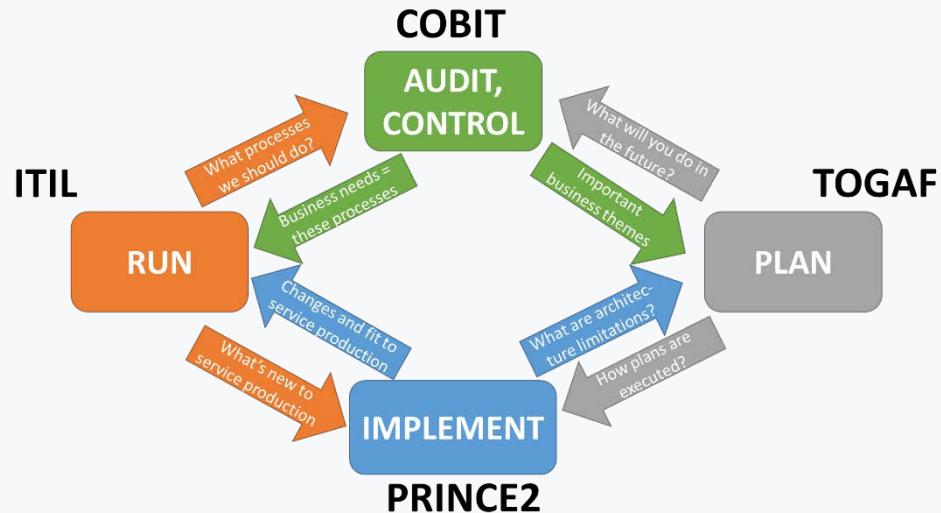 COBIT
AUDIT,
CONTROL
What processes
we should do?
What will you do in
the future?
ITIL
Business needs =
these processes
Important
business themes
TOGAF
RUN
PLAN
Changes and fit to
service production
What are architec-
ture limitations?
What's new to
service production
How plans are
executed?
IMPLEMENT
PRINCE2